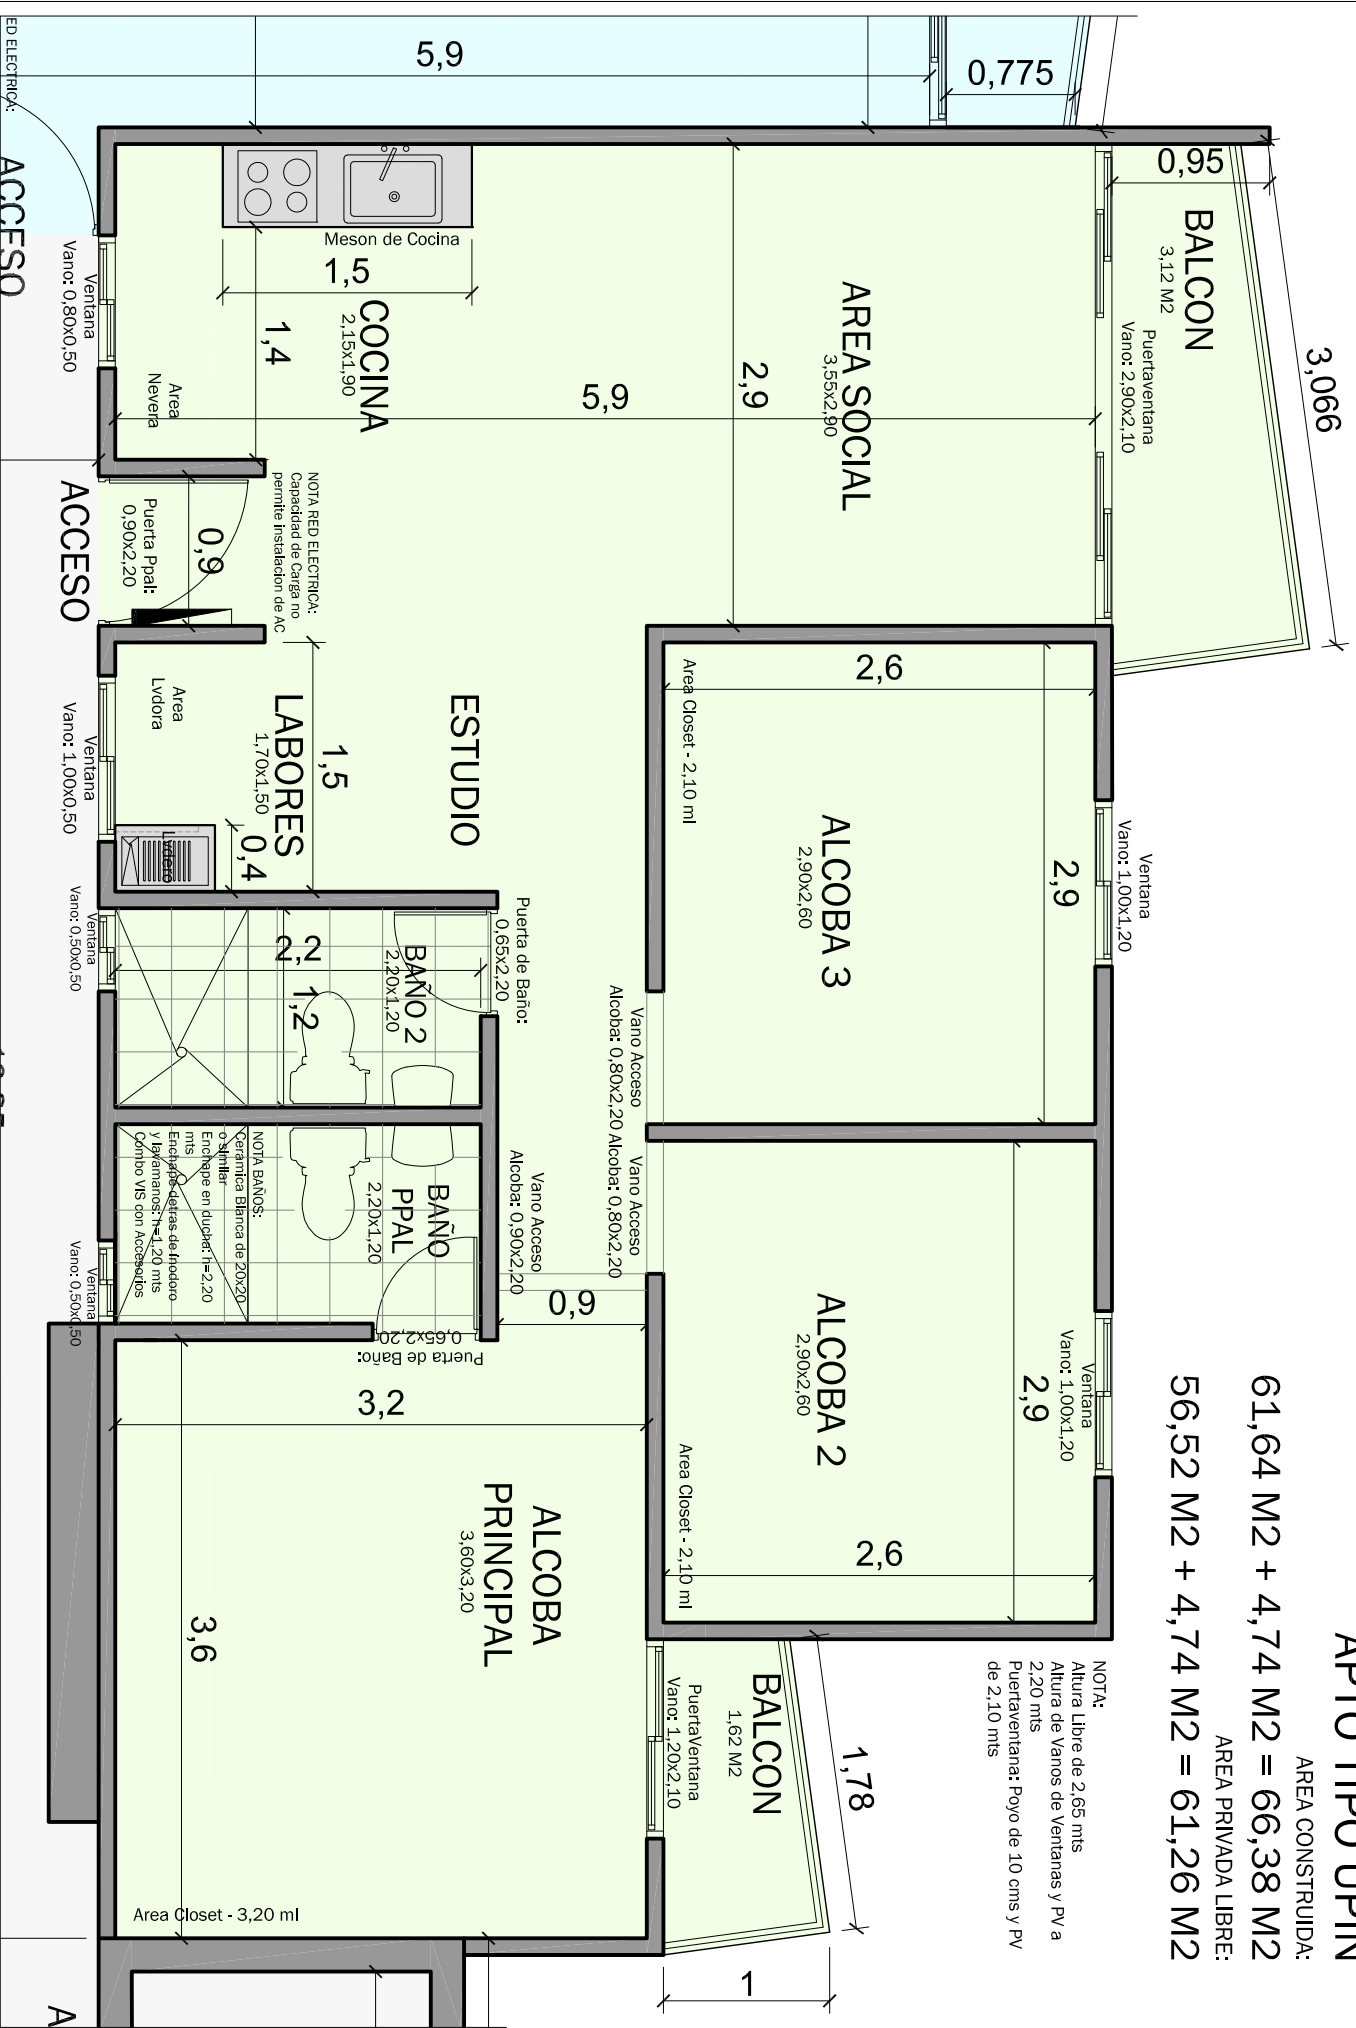 APTO TIPO UPIN
AREA CONSTRUIDA:
61,64 M2 + 4,74 M2 = 66,38 M2
AREA PRIVADA LIBRE:
56,52 M2 + 4,74 M2 = 61,26 M2
5,9
0,775
0,95
3,066
BALCON
3,12 M2
Puertaventana
Vano: 2,90x2,10
AREA SOCIAL
3,55x2,90
2,9
5,9
Meson de Cocina
1,5
COCINA
2,15x1,90
1,4
Area
Nevera
Ventana
Vano: 0,80x0,50
ED ELECTRICA:
ACCESO
ACCESO
Puerta Ppal:
0,90x2,20
0,9
NOTA RED ELECTRICA:
Capacidad de Carga no
permite instalacion de AC
Area
Lvdora
Ventana
Vano: 1,00x0,50
LABORES
1,70x1,50
1,5
0,4
Lvdero
ESTUDIO
2,6
Area Closet - 2,10 ml
ALCOBA 3
2,90x2,60
2,9
Ventana
Vano: 1,00x1,20
Puerta de Baño:
0,65x2,20
BAÑO 2
2,20x1,20
2,2
1,2
Ventana
Vano: 0,50x0,50
Vano Acceso
Alcoba: 0,80x2,20
Vano Acceso
Alcoba: 0,80x2,20
Vano Acceso
Alcoba: 0,90x2,20
0,9
BAÑO
PPAL
2,20x1,20
NOTA BAÑOS:
Ceramica Blanca de 20x20
o similar
Enchape en ducha: h=2,20
mts
Enchape detras de Inodoro
y lavamanos: h=1,20 mts
Combo VIS con Accesorios
Ventana
Vano: 0,50x0,50
Puerta de Baño:
0,65x2,20
ALCOBA 2
2,90x2,60
2,9
Ventana
Vano: 1,00x1,20
Area Closet - 2,10 ml
2,6
3,2
ALCOBA
PRINCIPAL
3,60x3,20
3,6
Area Closet - 3,20 ml
BALCON
1,62 M2
PuertaVentana
Vano: 1,20x2,10
1,78
1
NOTA:
Altura Libre de 2,65 mts
Altura de Vanos de Ventanas y PV a
2,20 mts
Puertaventana: Poyo de 10 cms y PV
de 2,10 mts
A